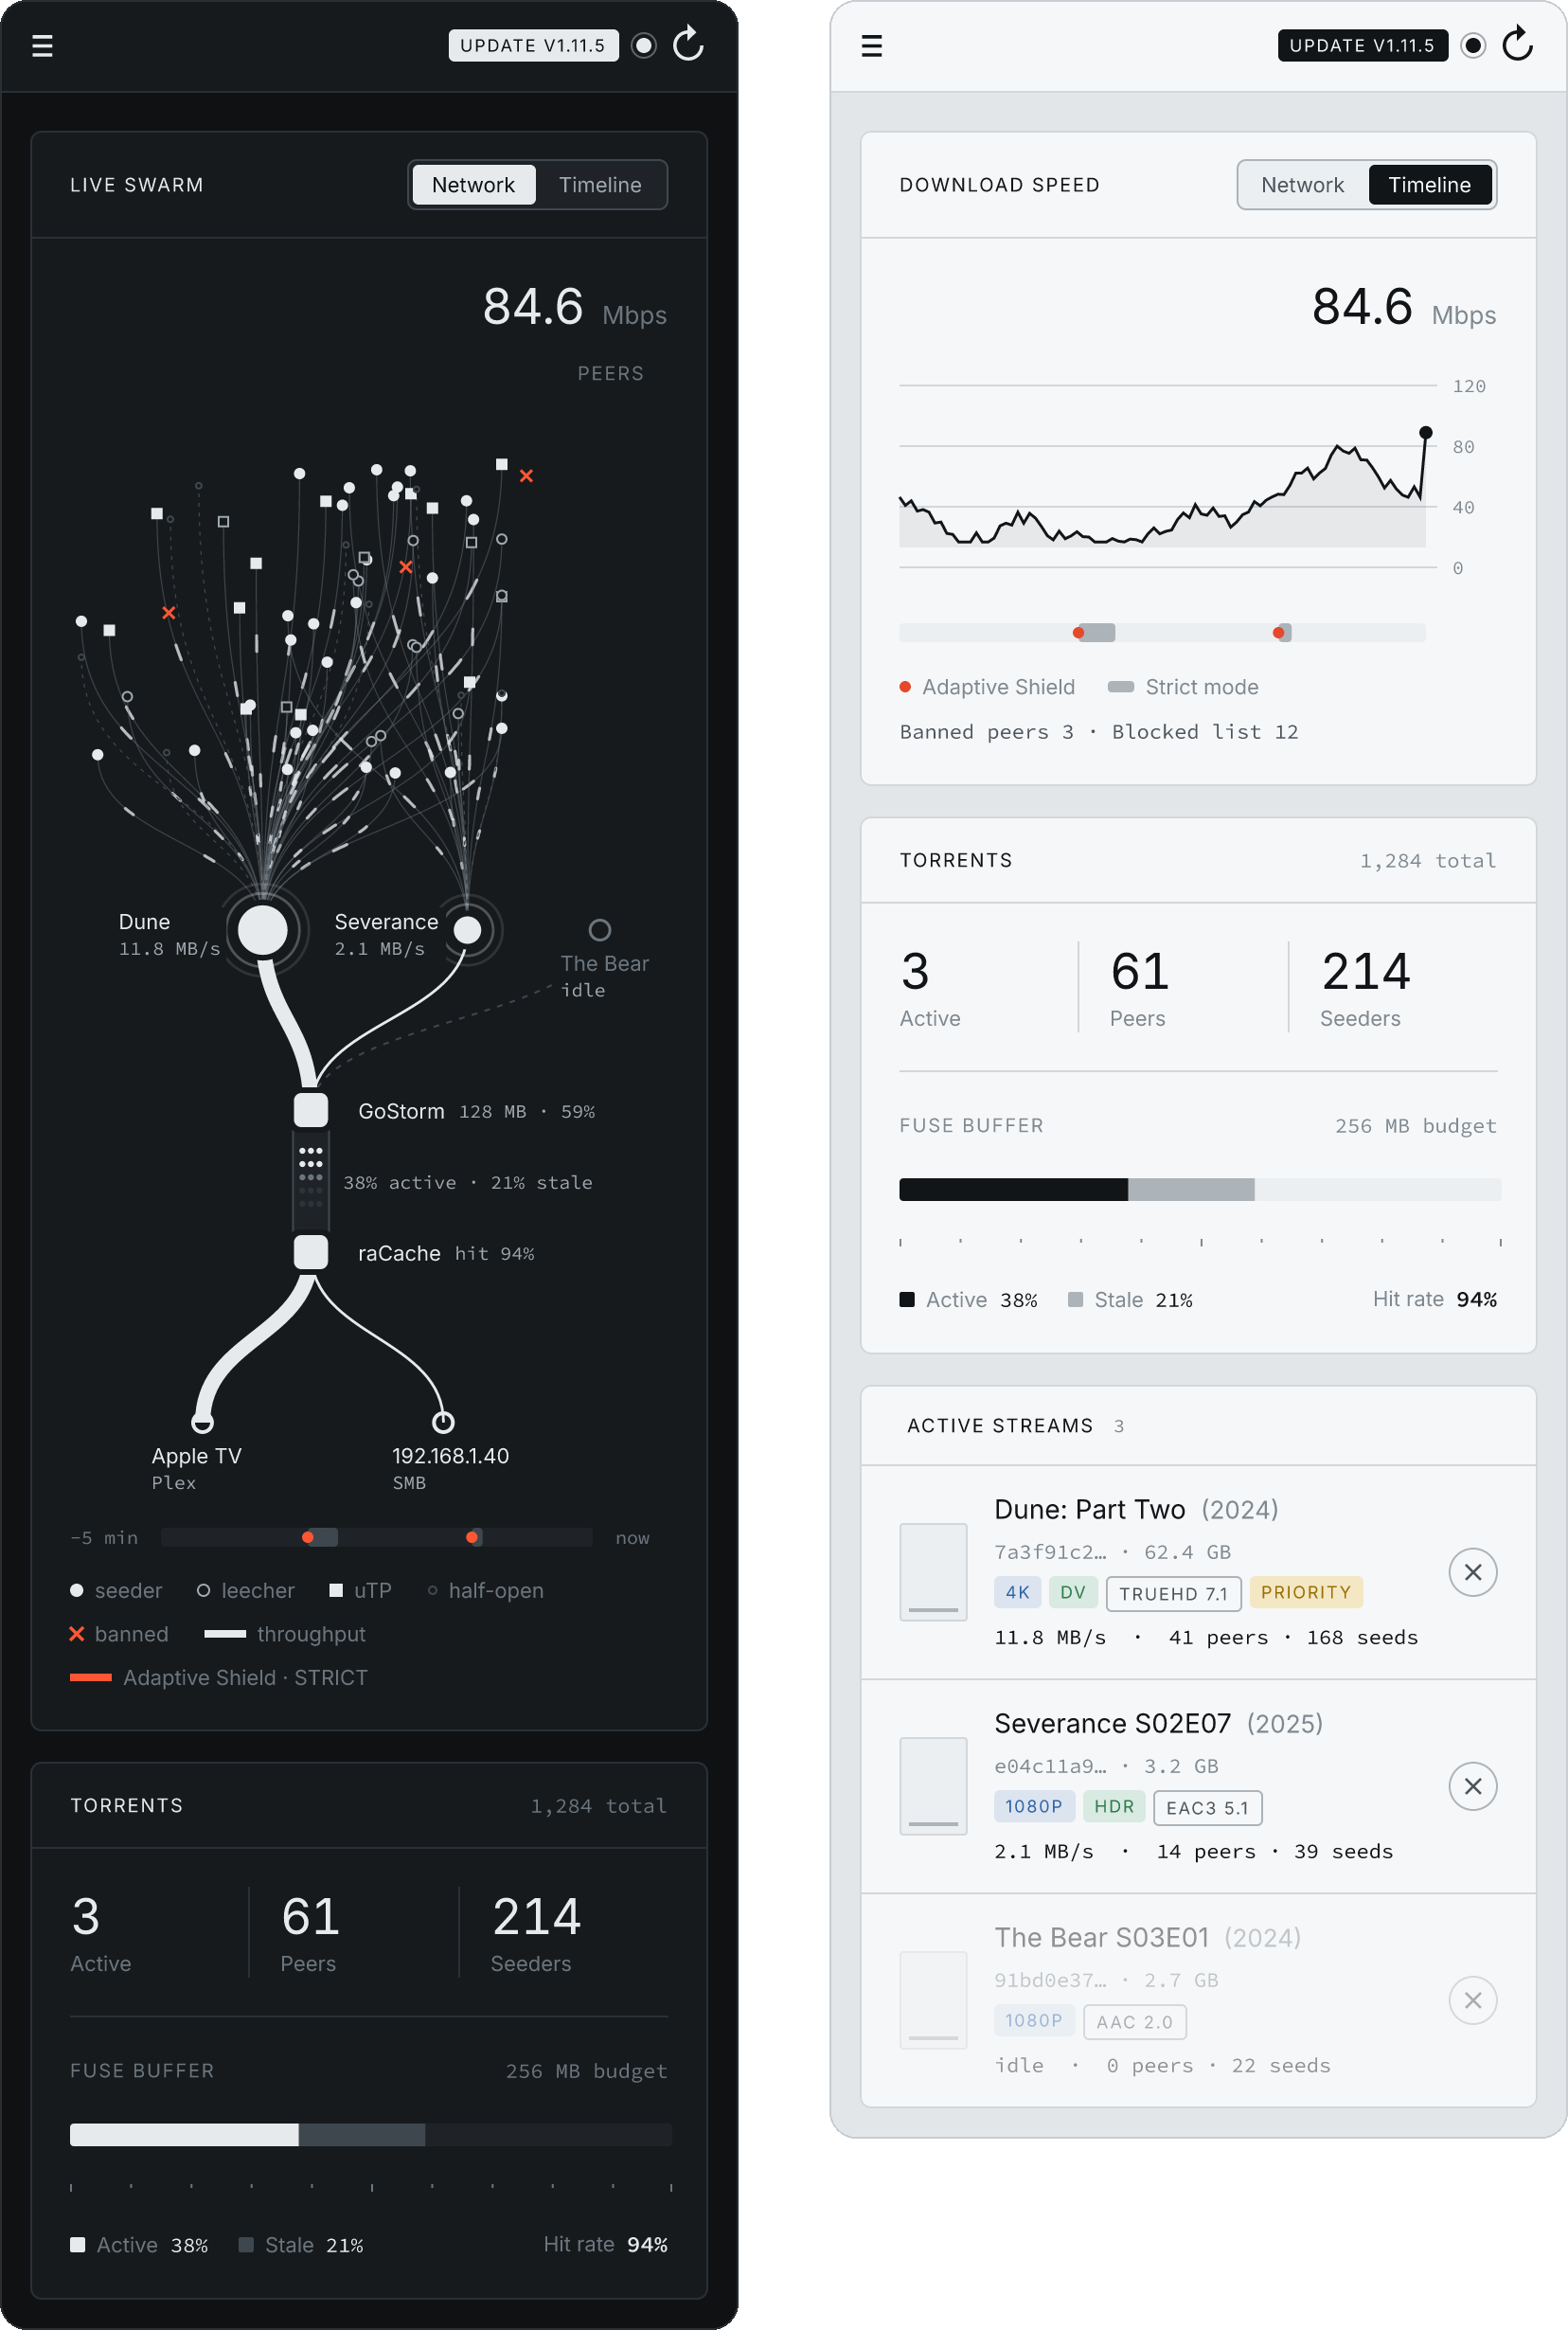 UPDATE V1.11.5
LIVE SWARM
Network Timeline
84.6 Mbps
PEERS
Dune
11.8 MB/s
Severance
2.1 MB/s
The Bear
idle
GoStorm 128 MB · 59%
38% active · 21% stale
raCache hit 94%
Apple TV
Plex
192.168.1.40
SMB
−5 min now
seeder leecher uTP half-open
banned throughput
Adaptive Shield · STRICT
TORRENTS 1,284 total
3 61 214
Active Peers Seeders
FUSE BUFFER 256 MB budget
Active 38% Stale 21% Hit rate 94%
UPDATE V1.11.5
DOWNLOAD SPEED
Network Timeline
84.6 Mbps
120
80
40
0
Adaptive Shield Strict mode
Banned peers 3 · Blocked list 12
TORRENTS 1,284 total
3 61 214
Active Peers Seeders
FUSE BUFFER 256 MB budget
Active 38% Stale 21% Hit rate 94%
ACTIVE STREAMS 3
Dune: Part Two (2024)
7a3f91c2… · 62.4 GB
4K DV TRUEHD 7.1 PRIORITY
11.8 MB/s · 41 peers · 168 seeds
Severance S02E07 (2025)
e04c11a9… · 3.2 GB
1080P HDR EAC3 5.1
2.1 MB/s · 14 peers · 39 seeds
The Bear S03E01 (2024)
91bd0e37… · 2.7 GB
1080P AAC 2.0
idle · 0 peers · 22 seeds